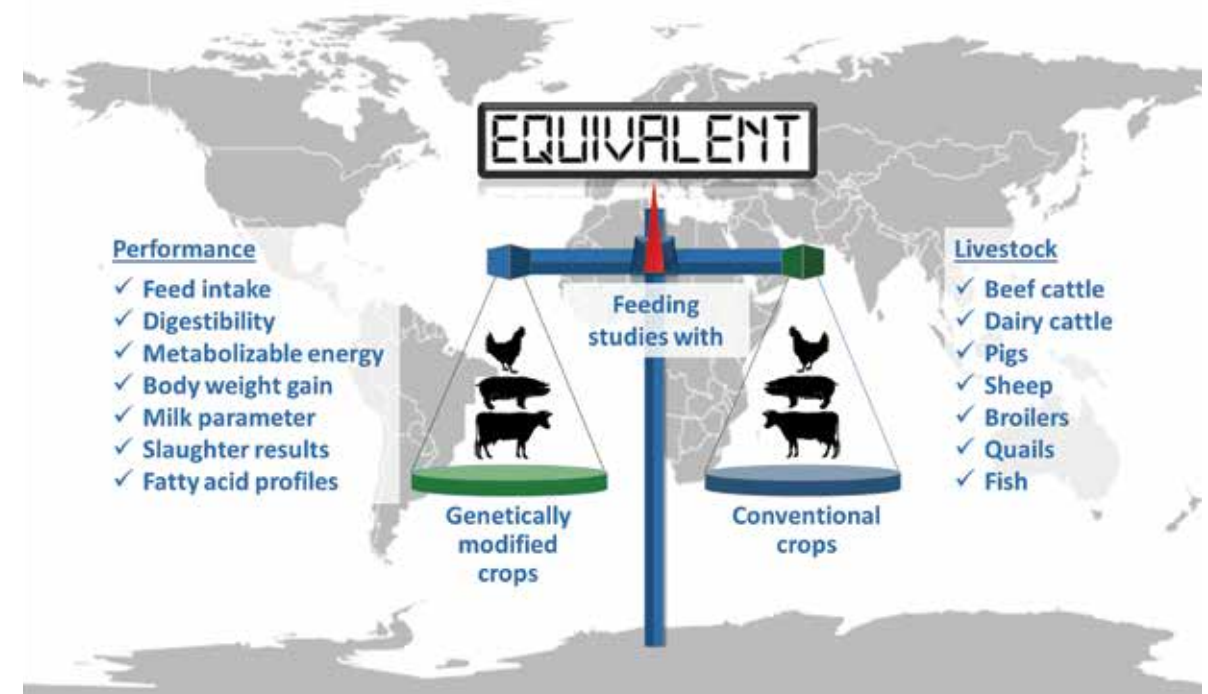 EQUIVALENT
Performance
✓ Feed intake
✓ Digestibility
✓ Metabolizable energy
✓ Body weight gain
✓ Milk parameter
✓ Slaughter results
✓ Fatty acid profiles
Feeding
studies with
Genetically
modified
crops
Conventional
crops
Livestock
✓ Beef cattle
✓ Dairy cattle
✓ Pigs
✓ Sheep
✓ Broilers
✓ Quails
✓ Fish